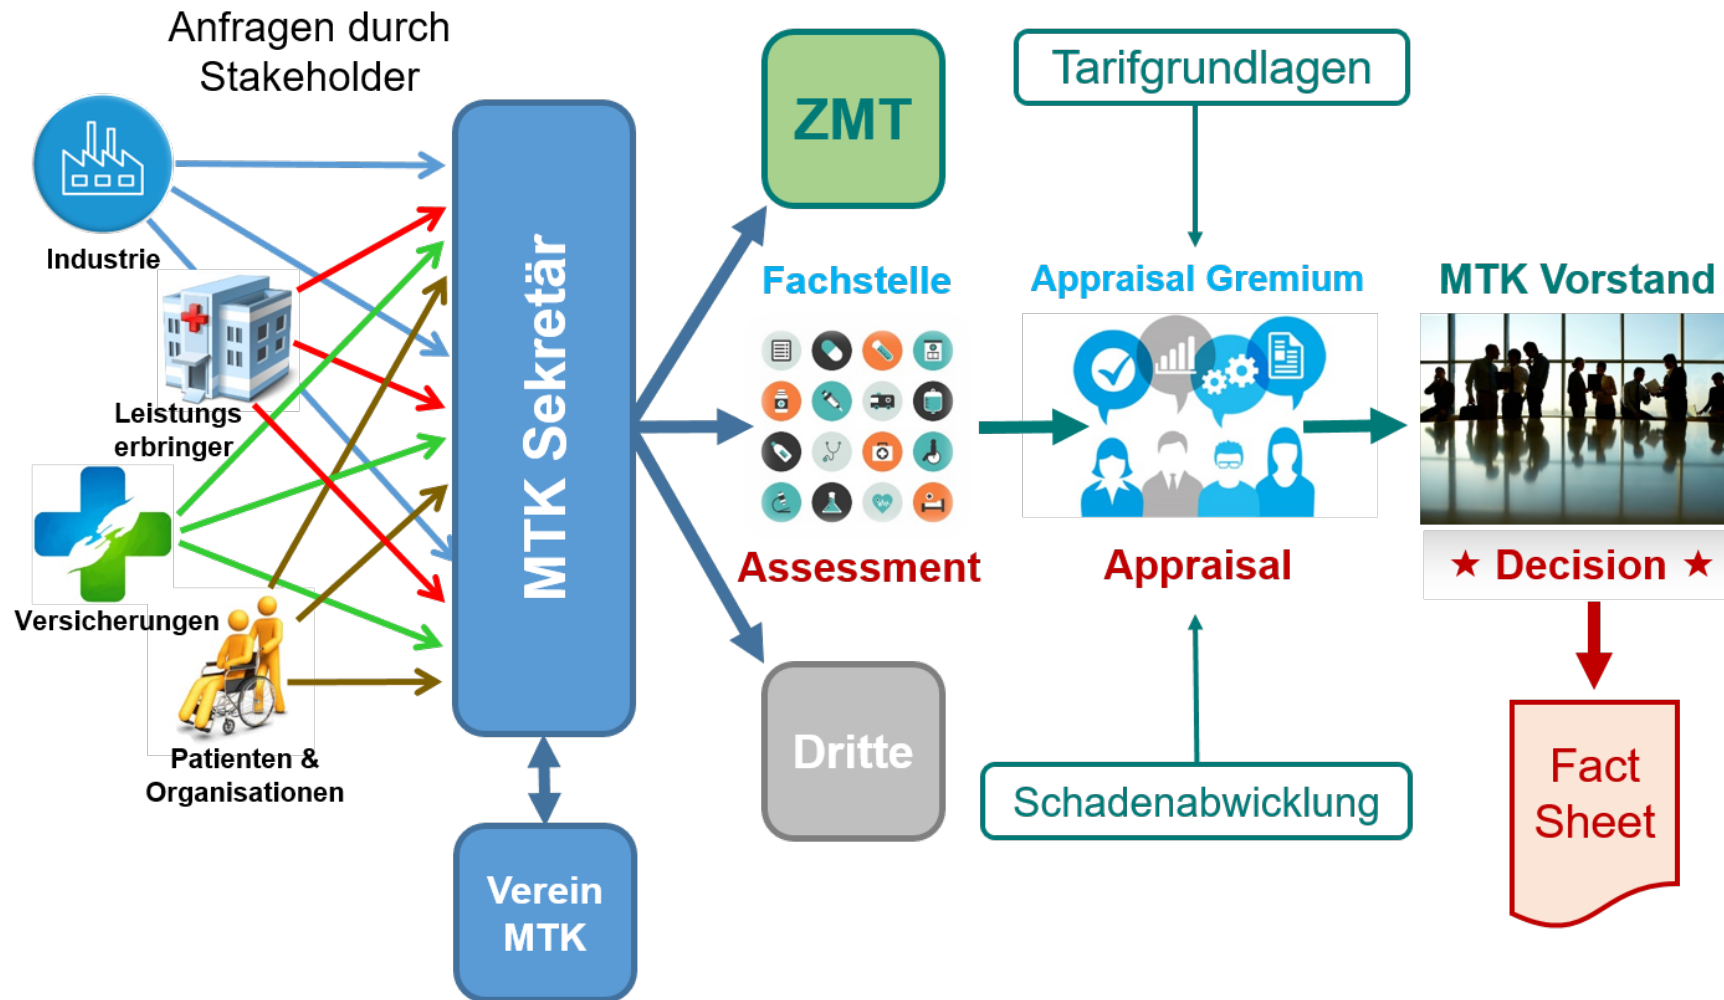 Anfragen durch
Stakeholder
Industrie
Leistungs
erbringer
Versicherungen
Patienten &
Organisationen
MTK Sekretär
Verein
MTK
ZMT
Fachstelle
Assessment
Dritte
Tarifgrundlagen
Appraisal Gremium
Appraisal
Schadenabwicklung
MTK Vorstand
★ Decision ★
Fact
Sheet